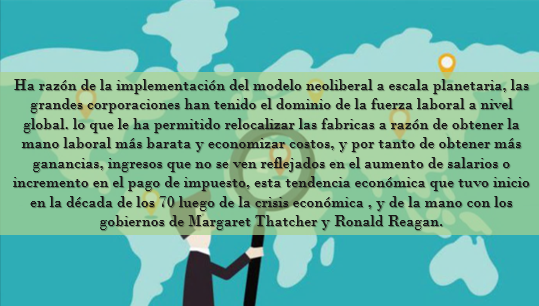 Ha razón de la implementación del modelo neoliberal a escala planetaria, las
grandes corporaciones han tenido el dominio de la fuerza laboral a nivel
global. lo que le ha permitido relocalizar las fabricas a razón de obtener la
mano laboral más barata y economizar costos, y por tanto de obtener más
ganancias, ingresos que no se ven reflejados en el aumento de salarios o
incremento en el pago de impuesto, esta tendencia económica que tuvo inicio
en la década de los 70 luego de la crisis económica , y de la mano con los
gobiernos de Margaret Thatcher y Ronald Reagan.